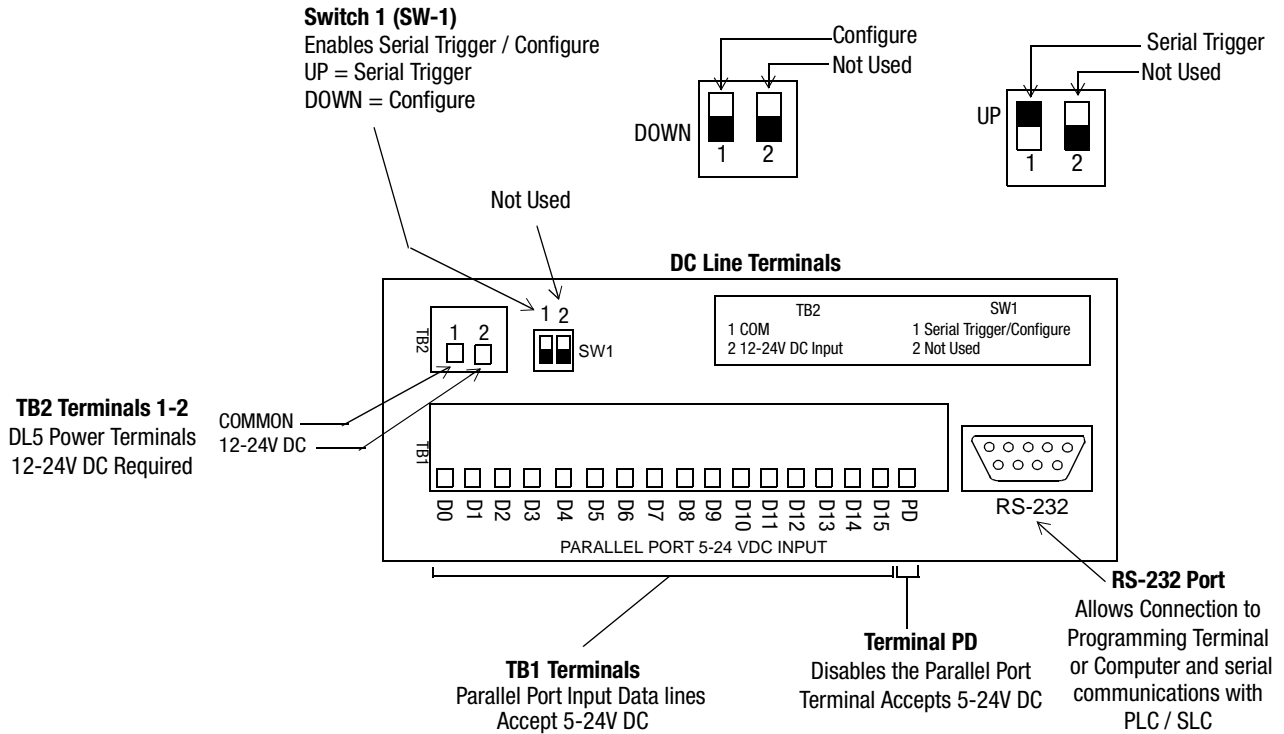 Switch 1 (SW-1)
Enables Serial Trigger / Configure
UP = Serial Trigger
DOWN = Configure
Configure
Not Used
DOWN
1 2
Serial Trigger
Not Used
UP
1 2
Not Used
DC Line Terminals
TB2
1 2
1 2
SW1
TB2 SW1
1 COM 1 Serial Trigger/Configure
2 12-24V DC Input 2 Not Used
TB2 Terminals 1-2
DL5 Power Terminals
12-24V DC Required
COMMON
12-24V DC
TB1
D0 D1 D2 D3 D4 D5 D6 D7 D8 D9 D10 D11 D12 D13 D14 D15 PD
PARALLEL PORT 5-24 VDC INPUT
RS-232
TB1 Terminals
Parallel Port Input Data lines
Accept 5-24V DC
Terminal PD
Disables the Parallel Port
Terminal Accepts 5-24V DC
RS-232 Port
Allows Connection to
Programming Terminal
or Computer and serial
communications with
PLC / SLC